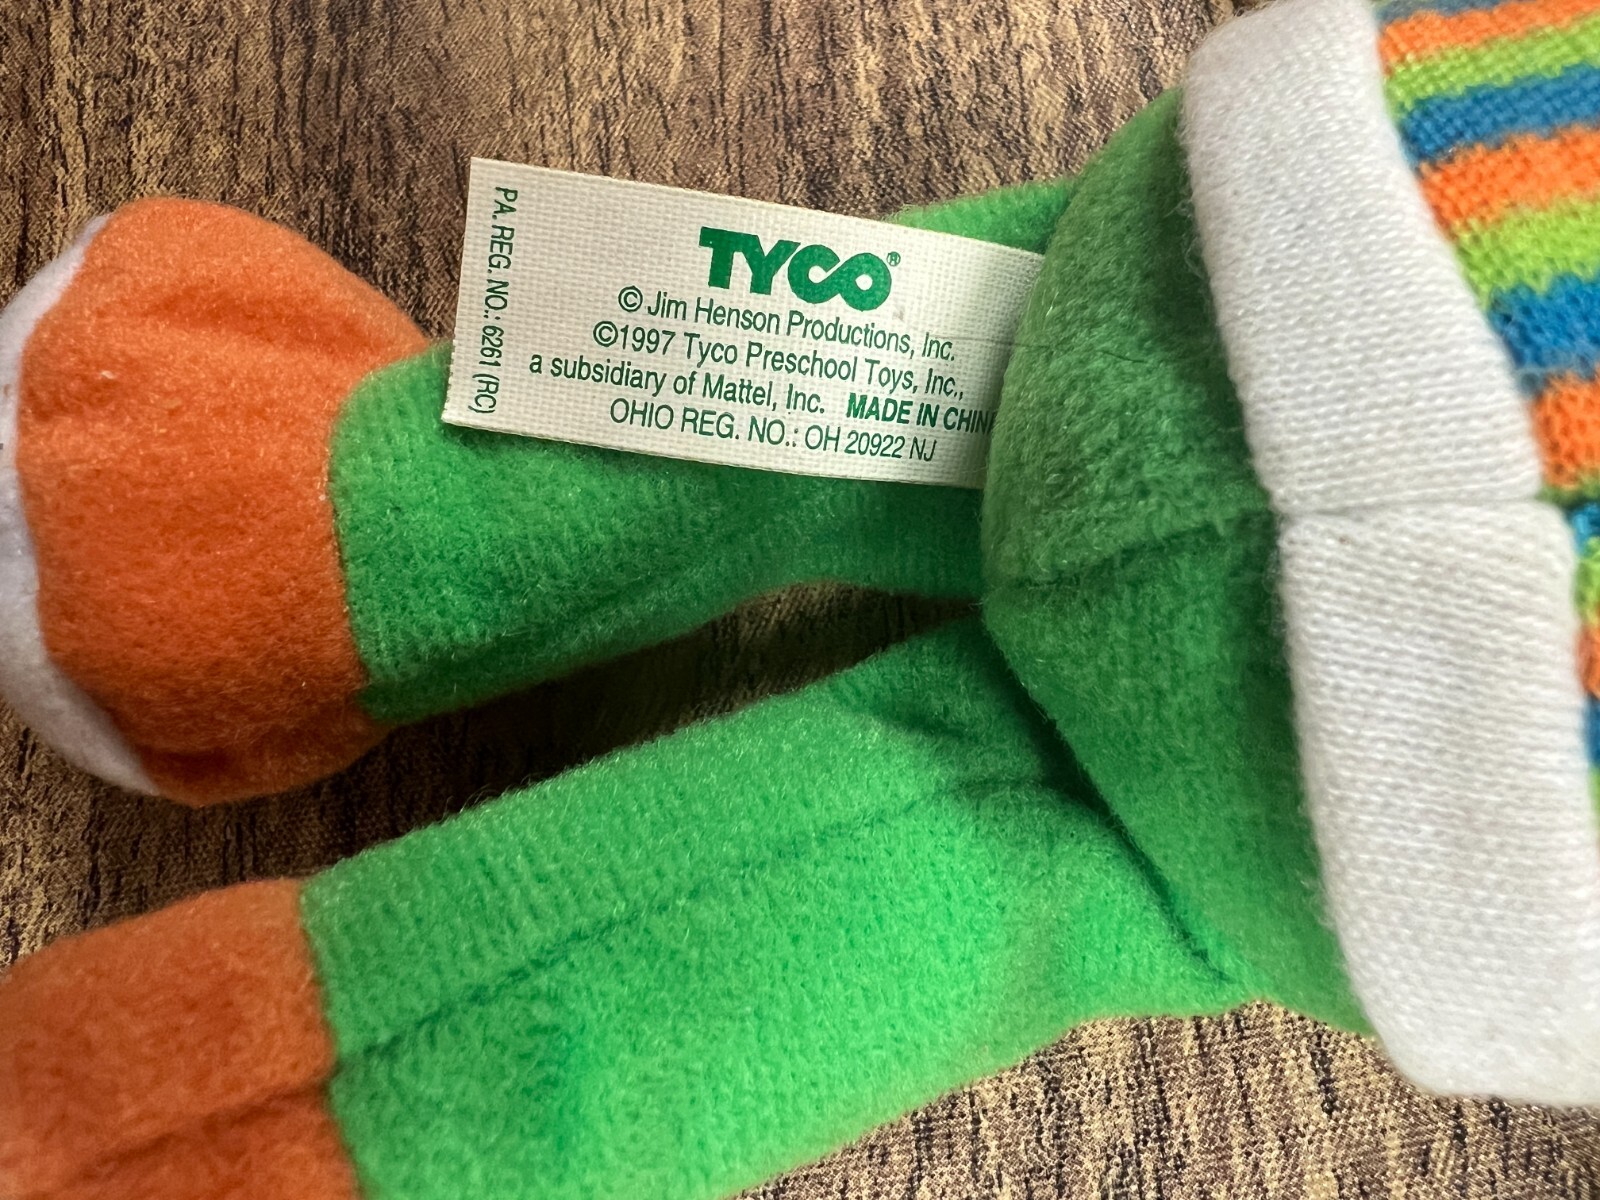 TYCO®
© Jim Henson Productions, Inc.
©1997 Tyco Preschool Toys, Inc.,
a subsidiary of Mattel, Inc. MADE IN CHIN
OHIO REG. NO.: OH 20922 NJ
PA. REG. NO.: 6261 (RC)